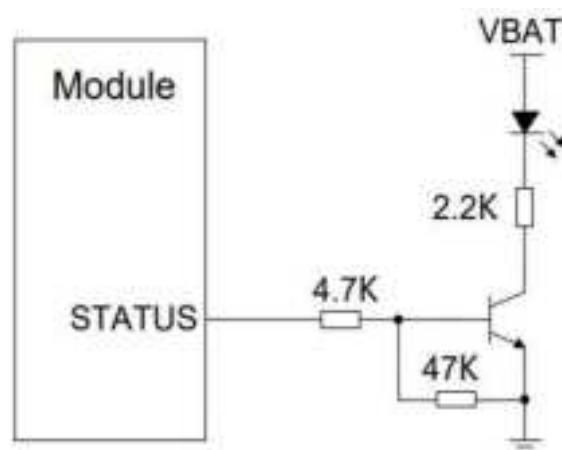 VBAT
Module
2.2K
4.7K
STATUS
47K